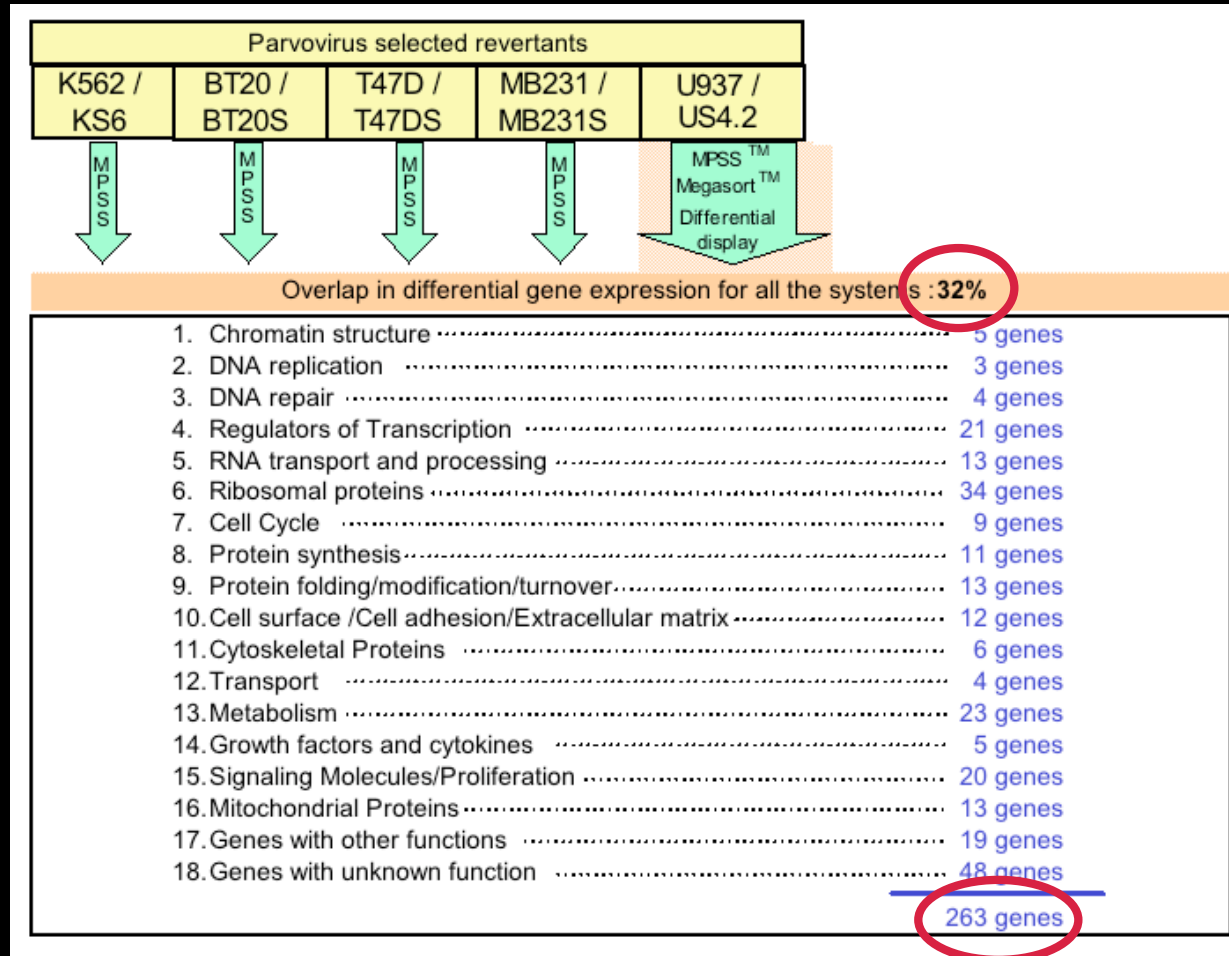 Parvovirus selected revertants
K562 /
KS6
BT20 /
BT20S
T47D /
T47DS
MB231 /
MB231S
U937 /
US4.2
MPSS
MPSS
MPSS
MPSS
MPSS TM
Megasort TM
Differential
display
Overlap in differential gene expression for all the systems :32%
1. Chromatin structure 5 genes
2. DNA replication 3 genes
3. DNA repair 4 genes
4. Regulators of Transcription 21 genes
5. RNA transport and processing 13 genes
6. Ribosomal proteins 34 genes
7. Cell Cycle 9 genes
8. Protein synthesis 11 genes
9. Protein folding/modification/turnover 13 genes
10. Cell surface /Cell adhesion/Extracellular matrix 12 genes
11. Cytoskeletal Proteins 6 genes
12. Transport 4 genes
13. Metabolism 23 genes
14. Growth factors and cytokines 5 genes
15. Signaling Molecules/Proliferation 20 genes
16. Mitochondrial Proteins 13 genes
17. Genes with other functions 19 genes
18. Genes with unknown function 48 genes
263 genes